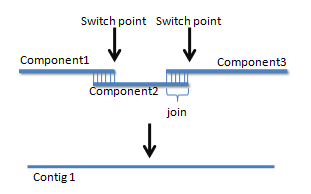 Switch point Switch point
Component1 Component3
Component2
join
Contig 1